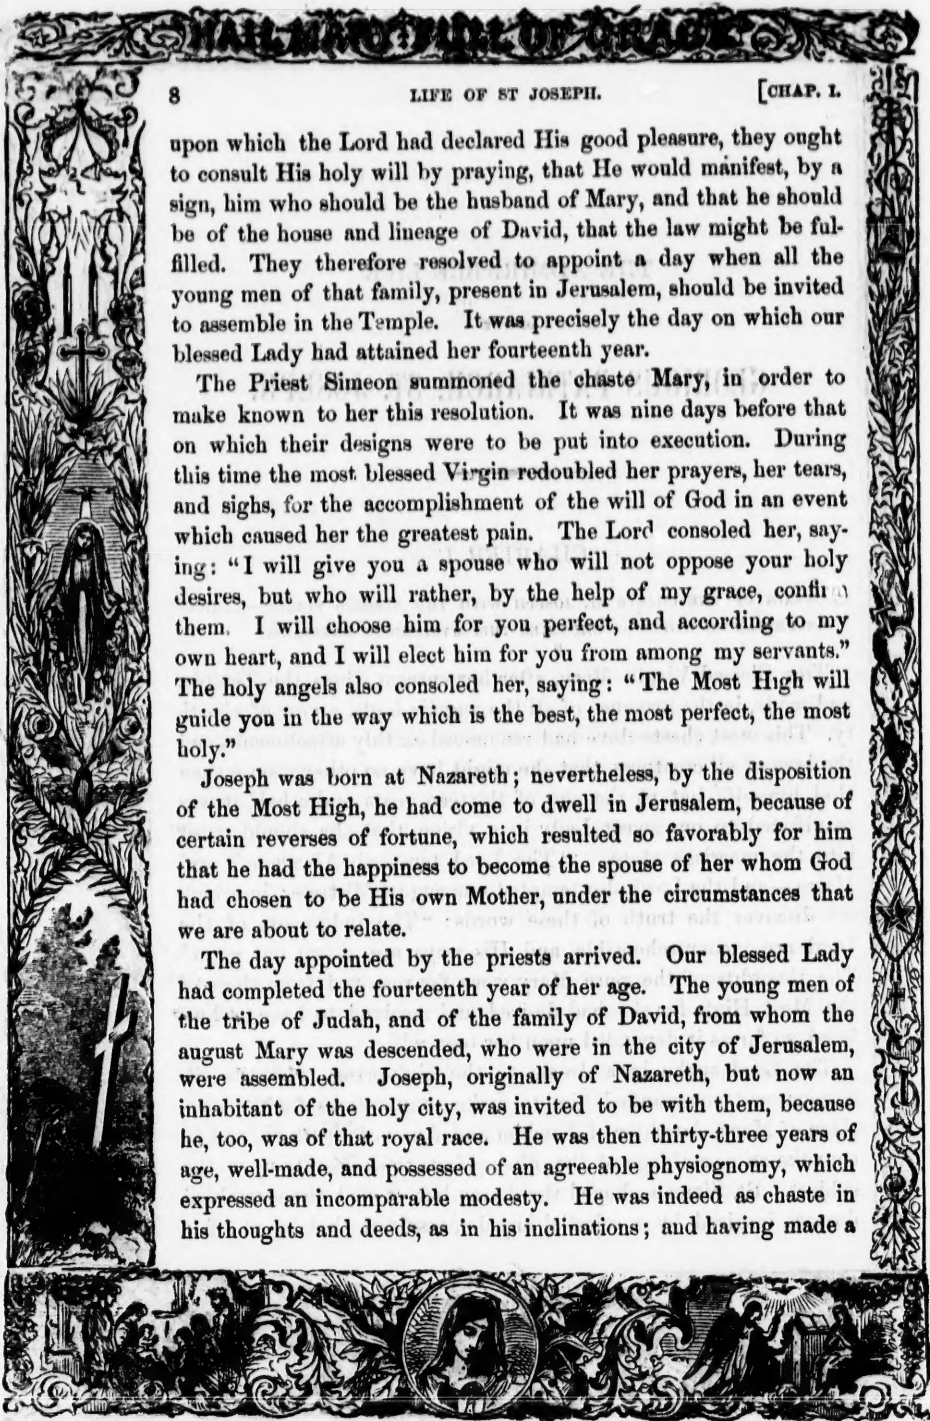 HAIL MARY FULL OF GRACE
8 LIFE OF ST JOSEPH. [CHAP. I.
upon which the Lord had declared His good pleasure, they ought
to consult His holy will by praying, that He would manifest, by a
sign, him who should be the husband of Mary, and that he should
be of the house and lineage of David, that the law might be ful-
filled. They therefore resolved to appoint a day when all the
young men of that family, present in Jerusalem, should be invited
to assemble in the Temple. It was precisely the day on which our
blessed Lady had attained her fourteenth year.
The Priest Simeon summoned the chaste Mary, in order to
make known to her this resolution. It was nine days before that
on which their designs were to be put into execution. During
this time the most blessed Virgin redoubled her prayers, her tears,
and sighs, for the accomplishment of the will of God in an event
which caused her the greatest pain. The Lord consoled her, say-
ing: "I will give you a spouse who will not oppose your holy
desires, but who will rather, by the help of my grace,
them. I will choose him for you perfect, and according to my
own heart, and I will elect him for you from among my servants."
The holy angels also consoled her, saying: "The Most High will
guide you in the way which is the best, the most perfect, the most
holy."
Joseph was born at Nazareth; nevertheless, by the disposition
of the Most High, he had come to dwell in Jerusalem, because of
certain reverses of fortune, which resulted so favorably for him
that he had the happiness to become the spouse of her whom God
had chosen to be His own Mother, under the circumstances that
we are about to relate.
The day appointed by the priests arrived. Our blessed Lady
had completed the fourteenth year of her age. The young men of
the tribe of Judah, and of the family of David, from whom the
august Mary was descended, who were in the city of Jerusalem,
were assembled. Joseph, originally of Nazareth, but now an
inhabitant of the holy city, was invited to be with them, because
he, too, was of that royal race. He was then thirty-three years of
age, well-made, and possessed of an agreeable physiognomy, which
expressed an incomparable modesty. He was indeed as chaste in
his thoughts and deeds, as in his inclinations; and having made a